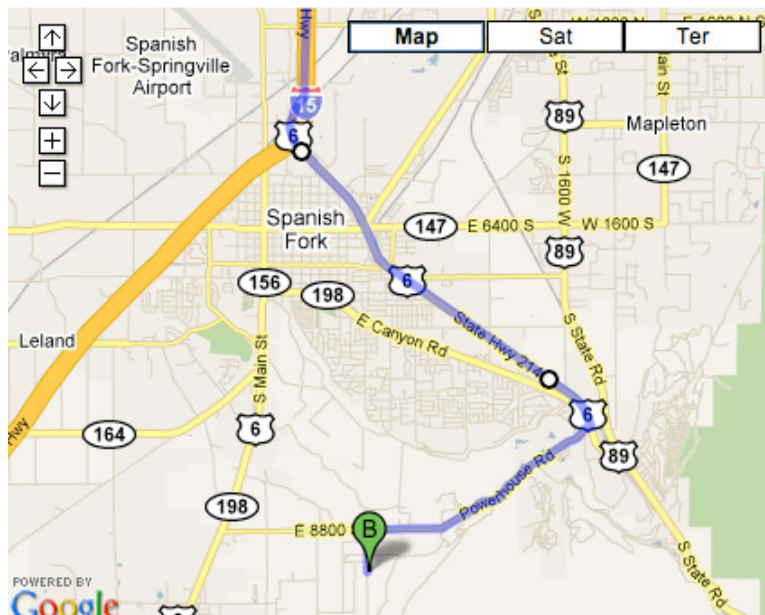 Map
Sat
Ter
Hwy
Spanish
Fork-Springville
Airport
15
6
89
Mapleton
147
Spanish
Fork
147
E 6400 S
W 1600 S
S 1600 W
89
156
198
6
E Canyon Rd
State Hwy 214
S State Rd
Leland
S Main St
6
6
89
164
Hwy
Powerhouse Rd
198
E 8800
B
S State Rd
POWERED BY
Google